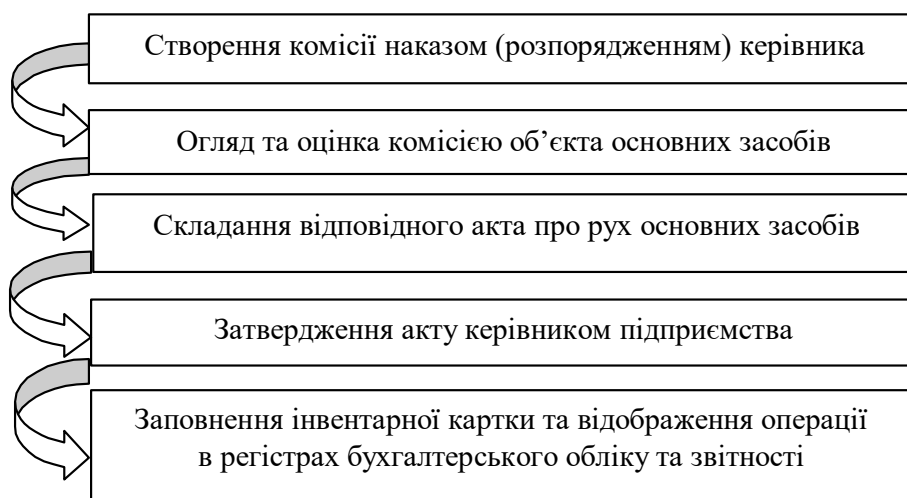 Створення комісії наказом (розпорядженням) керівника
Огляд та оцінка комісією об’єкта основних засобів
Складання відповідного акта про рух основних засобів
Затвердження акту керівником підприємства
Заповнення інвентарної картки та відображення операції
в регістрах бухгалтерського обліку та звітності